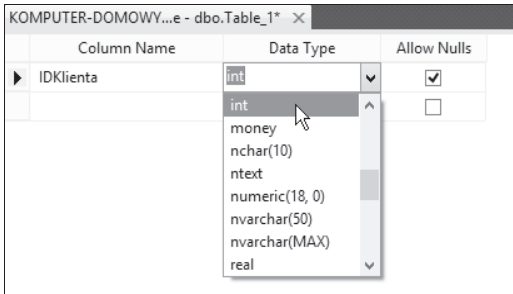 KOMPUTER-DOMOWY...e - dbo.Table_1*
Column Name Data Type Allow Nulls
IDKlienta int
int
money
nchar(10)
ntext
numeric(18, 0)
nvarchar(50)
nvarchar(MAX)
real